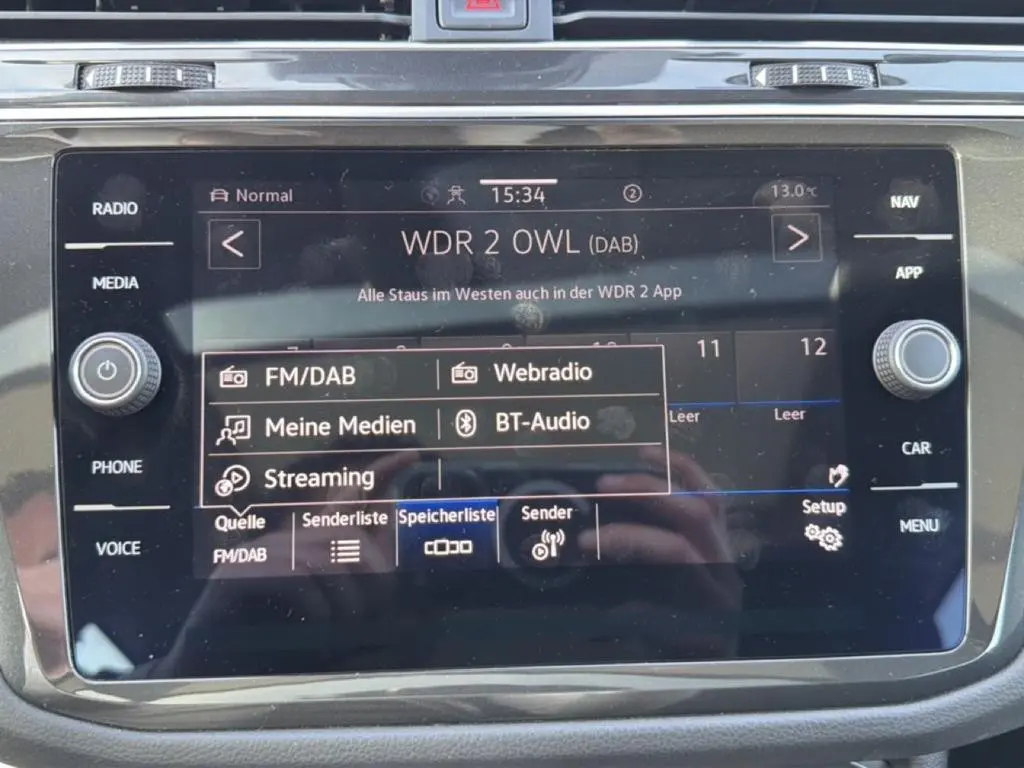 Normal 15:34 2 13.0°C
RADIO
NAV
WDR 2 OWL (DAB)
MEDIA
APP
Alle Staus im Westen auch in der WDR 2 App
11 12
FM/DAB Webradio
Leer Leer
Meine Medien BT-Audio
CAR
PHONE
Streaming
Quelle Senderliste Speicherliste Sender Setup
FM/DAB
VOICE
MENU